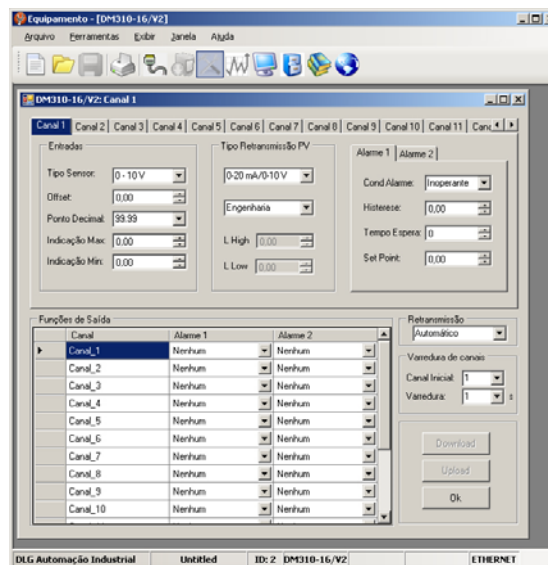 Equipamento - [DM310-16/V2]
Arquivo Ferramentas Exibir Janela Ajuda
DM310-16/V2: Canal 1
Canal 1 Canal 2 Canal 3 Canal 4 Canal 5 Canal 6 Canal 7 Canal 8 Canal 9 Canal 10 Canal 11 Canc
Entradas
Tipo Sensor: 0 - 10 V
Offset: 0,00
Ponto Decimal: 99.99
Indicação Max: 0,00
Indicação Min: 0,00
Tipo Retransmissão PV
0-20 mA/0-10 V
Engenharia
L High 0,00
L Low 0,00
Alarme 1 Alarme 2
Cond Alarme: Inoperante
Histerese: 0,00
Tempo Espera: 0
Set Point: 0,00
Funções de Saída
Canal Alarme 1 Alarme 2
Canal_1 Nenhum Nenhum
Canal_2 Nenhum Nenhum
Canal_3 Nenhum Nenhum
Canal_4 Nenhum Nenhum
Canal_5 Nenhum Nenhum
Canal_6 Nenhum Nenhum
Canal_7 Nenhum Nenhum
Canal_8 Nenhum Nenhum
Canal_9 Nenhum Nenhum
Canal_10 Nenhum Nenhum
Retransmissão
Automático
Varredura de canais
Canal Inicial: 1
Varredura: 1 s
Download
Upload
Ok
DLG Automação Industrial Untitled ID: 2 DM310-16/V2 ETHERNET